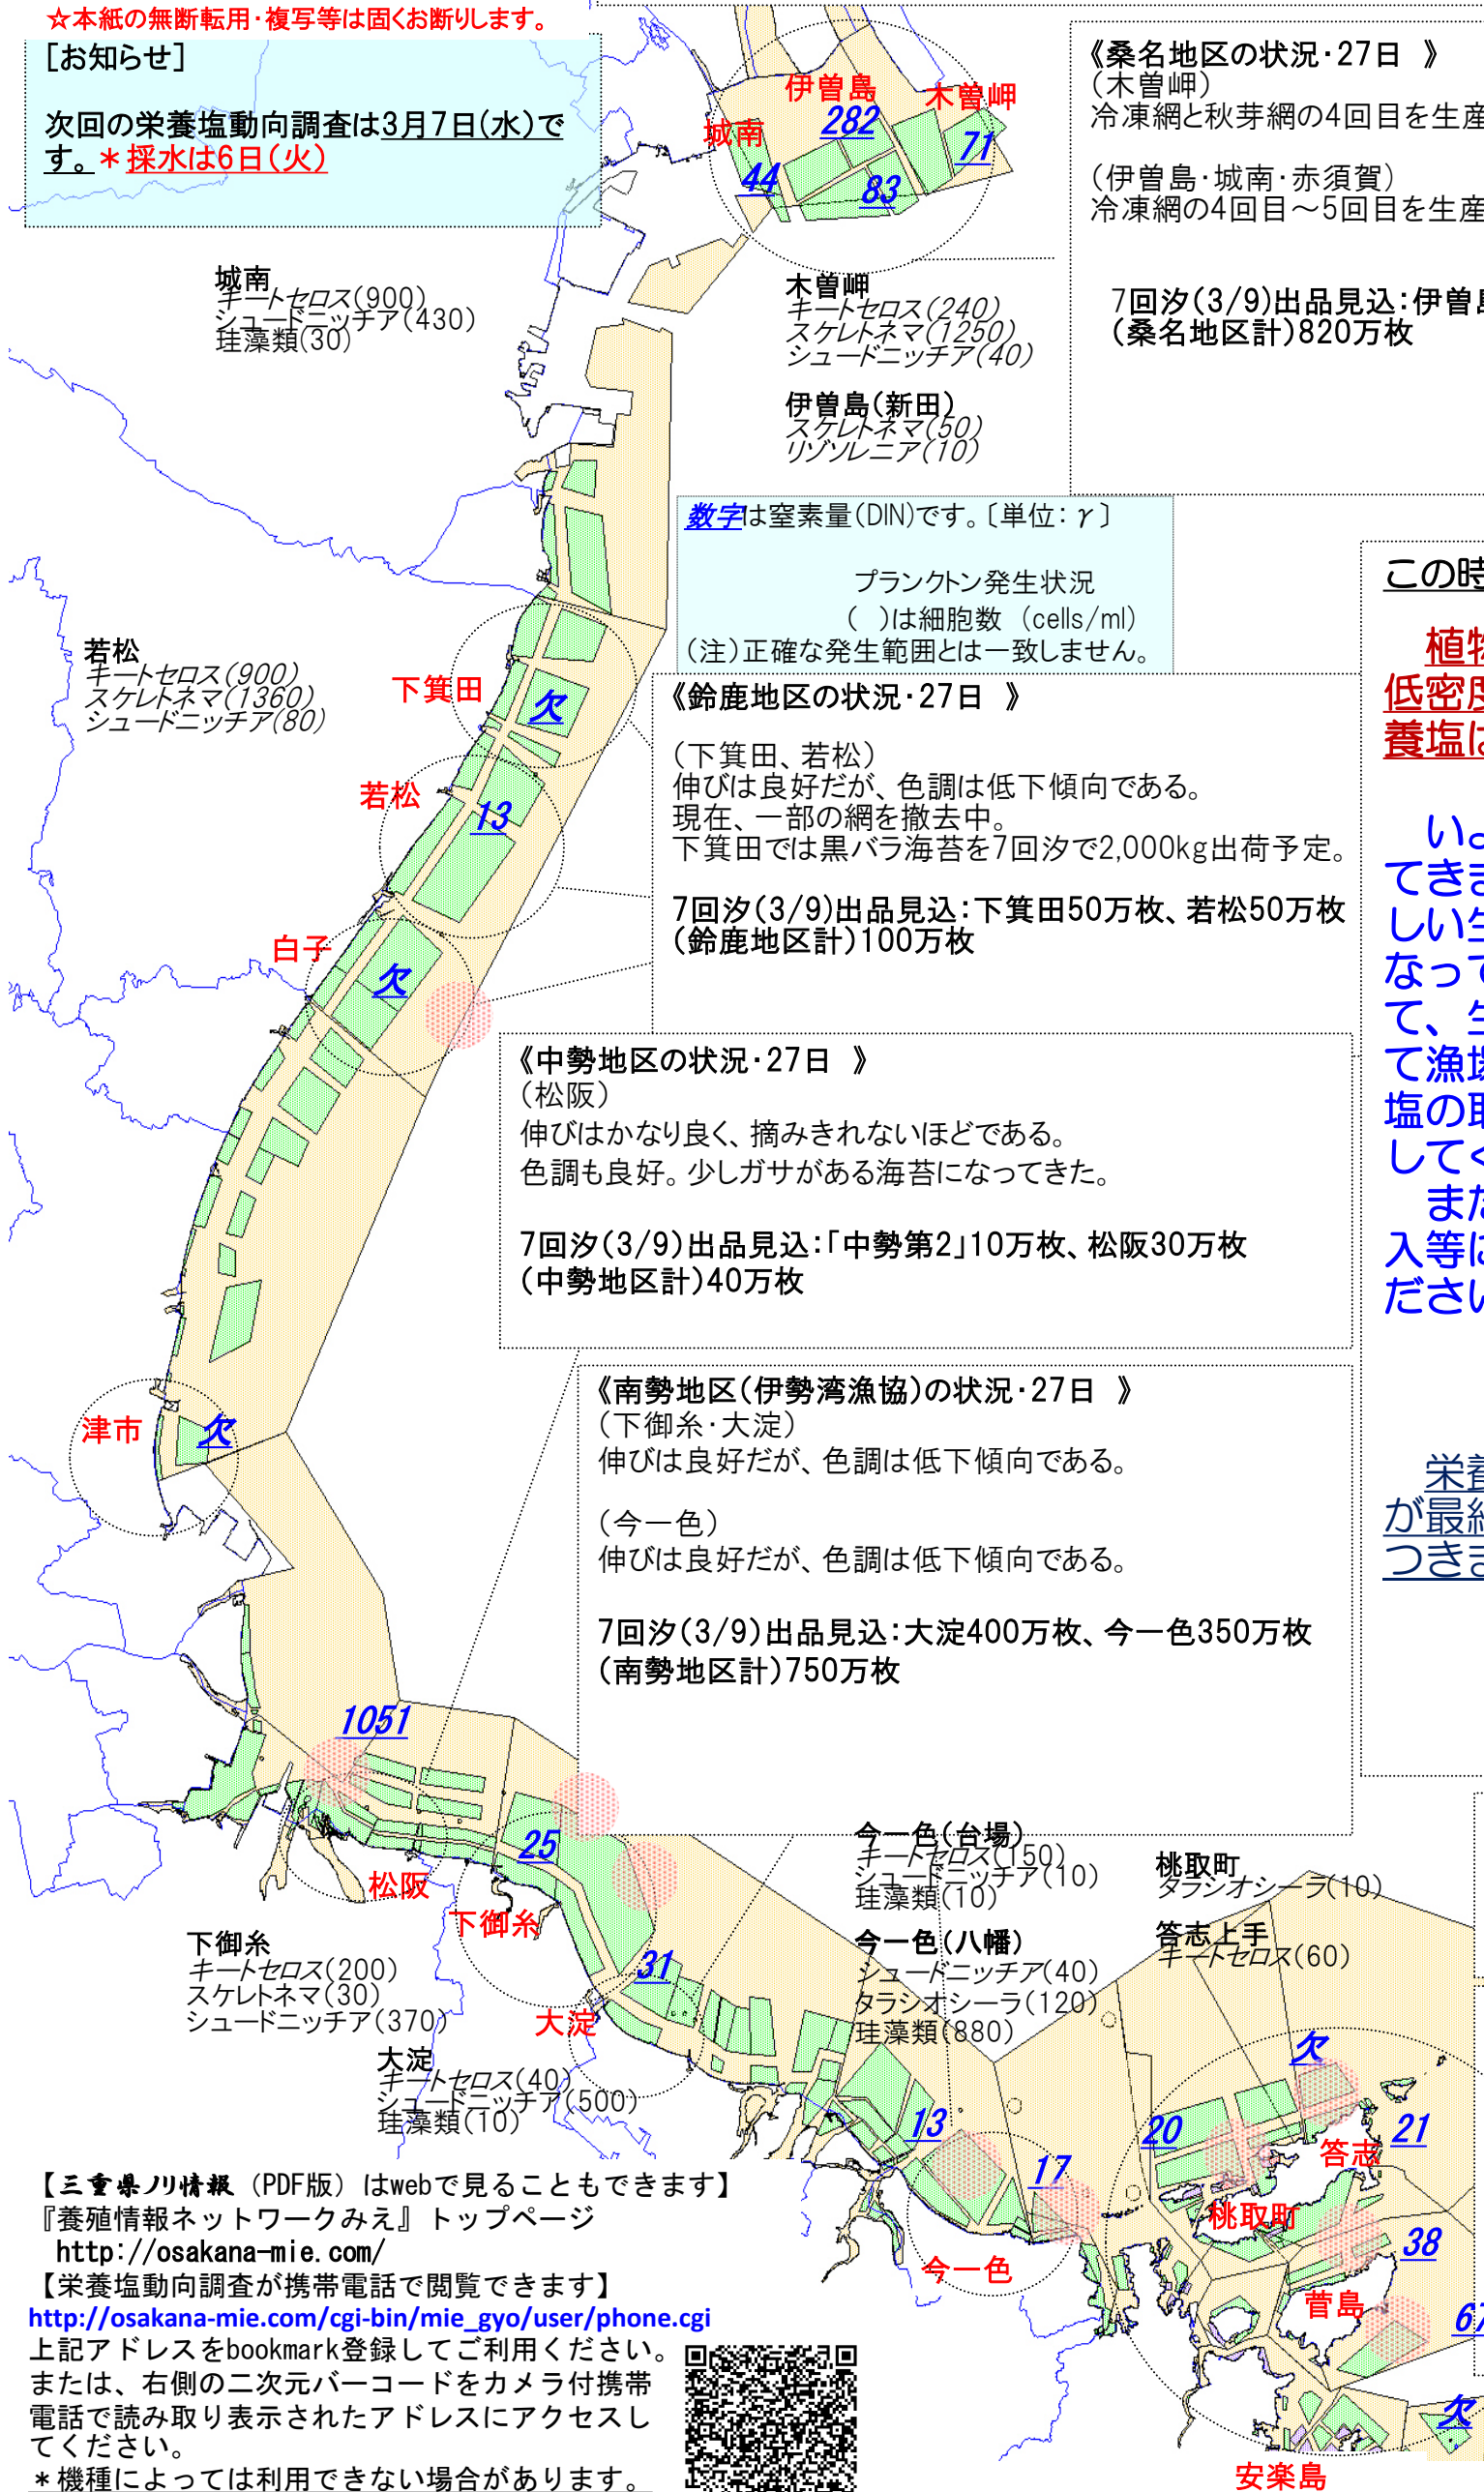 ☆本紙の無断転用・複写等は固くお断りします。
[お知らせ]
次回の栄養塩動向調査は3月7日(水)で
す。＊採水は6日(火)
伊曽島
木曽岬
城南
282
71
44
83
《桑名地区の状況・27日 》
(木曽岬)
冷凍網と秋芽網の4回目を生産
(伊曽島・城南・赤須賀)
冷凍網の4回目～5回目を生産
7回汐(3/9)出品見込:伊曽島
(桑名地区計)820万枚
城南
キートセロス(900)
シュードニッチア(430)
珪藻類(30)
木曽岬
キートセロス(240)
スケレトネマ(1250)
シュードニッチア(40)
伊曽島(新田)
スケレトネマ(50)
リゾソレニア(10)
数字は窒素量(DIN)です。〔単位：γ〕
プランクトン発生状況
( )は細胞数 (cells/ml)
(注)正確な発生範囲とは一致しません。
若松
キートセロス(900)
スケレトネマ(1360)
シュードニッチア(80)
下箕田
欠
若松
13
白子
欠
《鈴鹿地区の状況・27日 》
(下箕田、若松)
伸びは良好だが、色調は低下傾向である。
現在、一部の網を撤去中。
下箕田では黒バラ海苔を7回汐で2,000kg出荷予定。
7回汐(3/9)出品見込:下箕田50万枚、若松50万枚
(鈴鹿地区計)100万枚
この時
植物
低密度
養塩は
いよ
てきま
しい生
なって
て、生
て漁場
塩の取
してく
また
入等に
ださい
栄養
が最終
つきま
《中勢地区の状況・27日 》
(松阪)
伸びはかなり良く、摘みきれないほどである。
色調も良好。少しガサがある海苔になってきた。
7回汐(3/9)出品見込:「中勢第2」10万枚、松阪30万枚
(中勢地区計)40万枚
津市
欠
《南勢地区(伊勢湾漁協)の状況・27日 》
(下御糸・大淀)
伸びは良好だが、色調は低下傾向である。
(今一色)
伸びは良好だが、色調は低下傾向である。
7回汐(3/9)出品見込:大淀400万枚、今一色350万枚
(南勢地区計)750万枚
1051
松阪
25
下御糸
31
大淀
下御糸
キートセロス(200)
スケレトネマ(30)
シュードニッチア(370)
大淀
キートセロス(40)
シュードニッチア(500)
珪藻類(10)
今一色(台場)
キートセロス(150)
シュードニッチア(10)
珪藻類(10)
今一色(八幡)
シュードニッチア(40)
タラシオシーラ(120)
珪藻類(880)
桃取町
タラシオシーラ(10)
答志上手
キートセロス(60)
13
17
今一色
20
欠
21
答志
桃取町
38
菅島
67
欠
安楽島
【三重県ノリ情報 (PDF版) はwebで見ることもできます】
『養殖情報ネットワークみえ』トップページ
http://osakana-mie.com/
【栄養塩動向調査が携帯電話で閲覧できます】
http://osakana-mie.com/cgi-bin/mie_gyo/user/phone.cgi
上記アドレスをbookmark登録してご利用ください。
または、右側の二次元バーコードをカメラ付携帯
電話で読み取り表示されたアドレスにアクセスし
てください。
＊機種によっては利用できない場合があります。